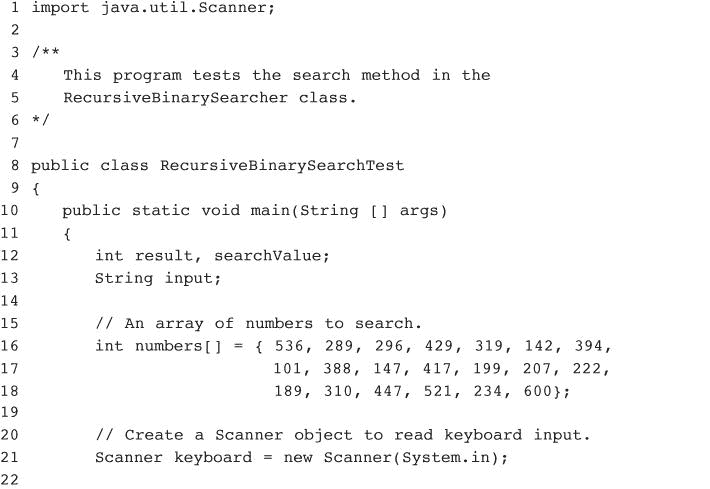 1 import java.util.Scanner;
2
3 /**
4    This program tests the search method in the
5    RecursiveBinarySearcher class.
6 */
7
8 public class RecursiveBinarySearchTest
9 {
10    public static void main(String [] args)
11    {
12       int result, searchValue;
13       String input;
14
15       // An array of numbers to search.
16       int numbers[] = { 536, 289, 296, 429, 319, 142, 394,
17                         101, 388, 147, 417, 199, 207, 222,
18                         189, 310, 447, 521, 234, 600};
19
20       // Create a Scanner object to read keyboard input.
21       Scanner keyboard = new Scanner(System.in);
22